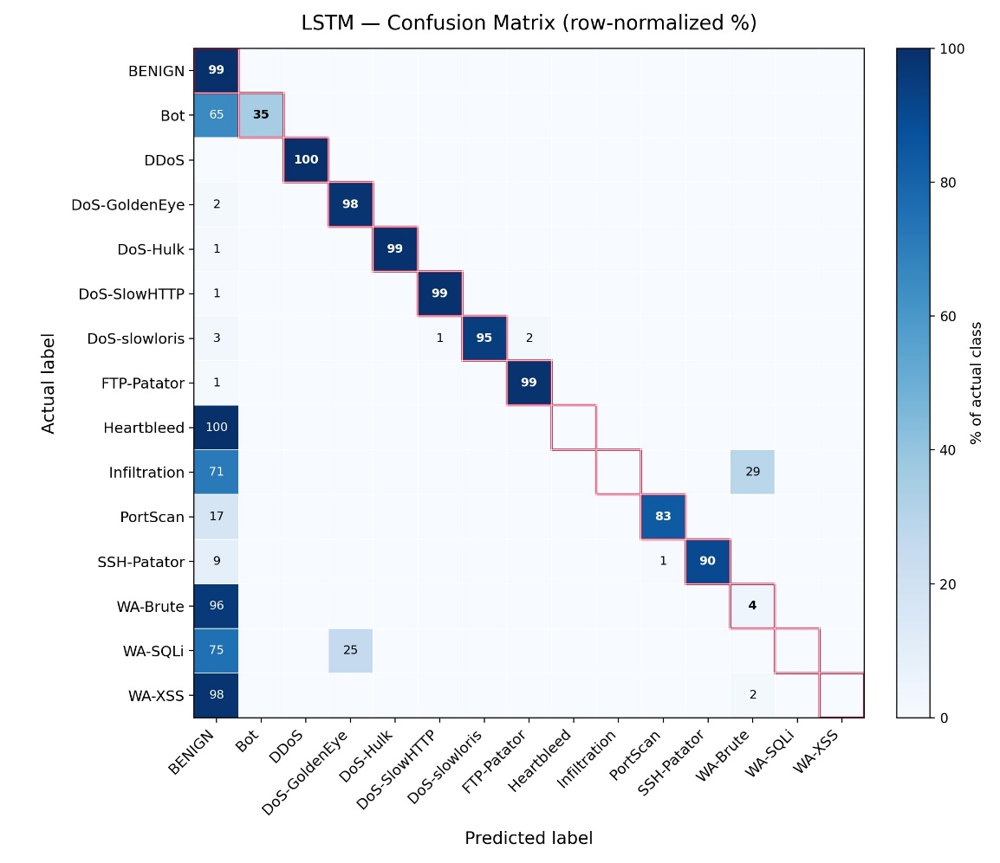 LSTM — Confusion Matrix (row-normalized %)
BENIGN 99
Bot 65 35
DDoS 100
DoS-GoldenEye 2 98
DoS-Hulk 1 99
DoS-SlowHTTP 1 99
DoS-slowloris 3 1 95 2
FTP-Patator 1 99
Heartbleed 100
Infiltration 71 29
PortScan 17 83
SSH-Patator 9 1 90
WA-Brute 96 4
WA-SQLi 75 25
WA-XSS 98 2
Actual label
BENIGN
Bot
DDoS
DoS-GoldenEye
DoS-Hulk
DoS-SlowHTTP
DoS-slowloris
FTP-Patator
Heartbleed
Infiltration
PortScan
SSH-Patator
WA-Brute
WA-SQLi
WA-XSS
Predicted label
100
80
60
40
20
0
% of actual class